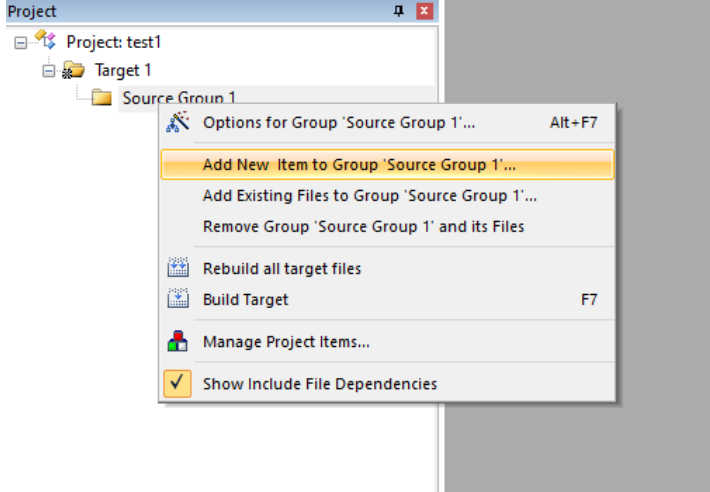 Project
Project: test1
Target 1
Source Group 1
Options for Group 'Source Group 1'... Alt+F7
Add New  Item to Group 'Source Group 1'...
Add Existing Files to Group 'Source Group 1'...
Remove Group 'Source Group 1' and its Files
Rebuild all target files
Build Target F7
Manage Project Items...
Show Include File Dependencies